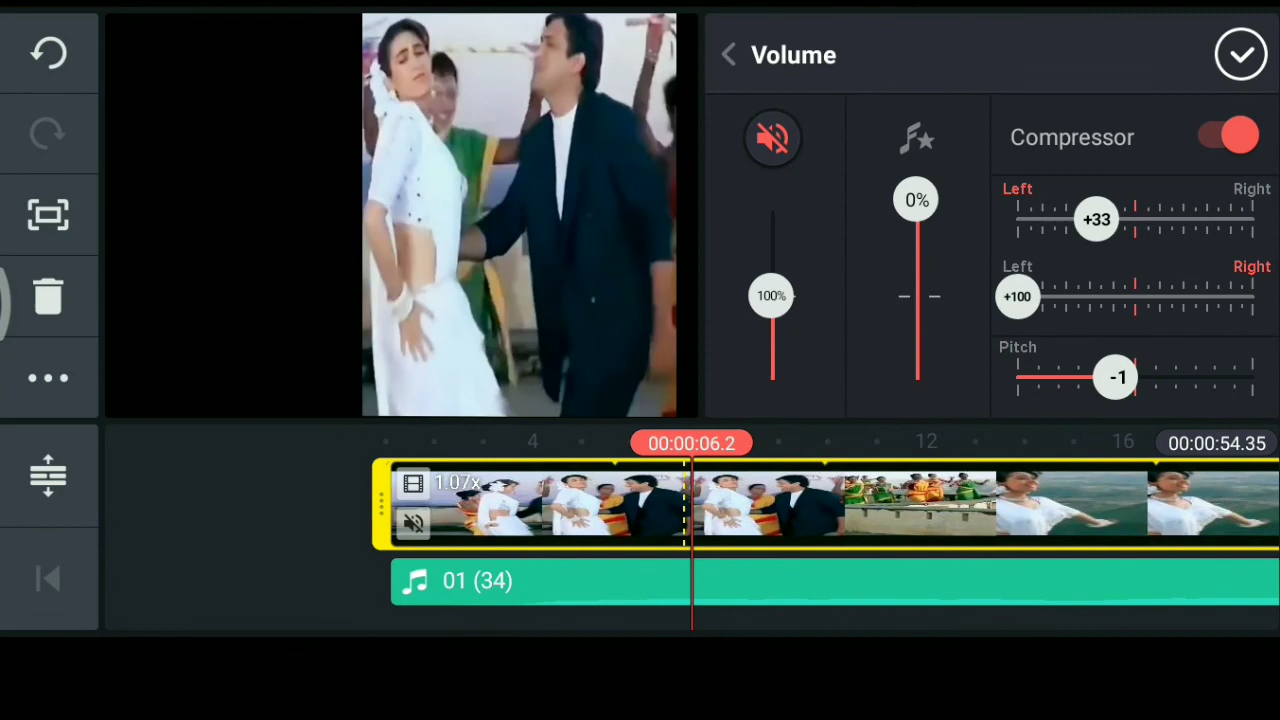 Volume
Compressor
0%
100%
Left
Right
+33
Left
Right
+100
Pitch
-1
4
00:00:06.2
12
16
00:00:54.35
1.07x
01 (34)